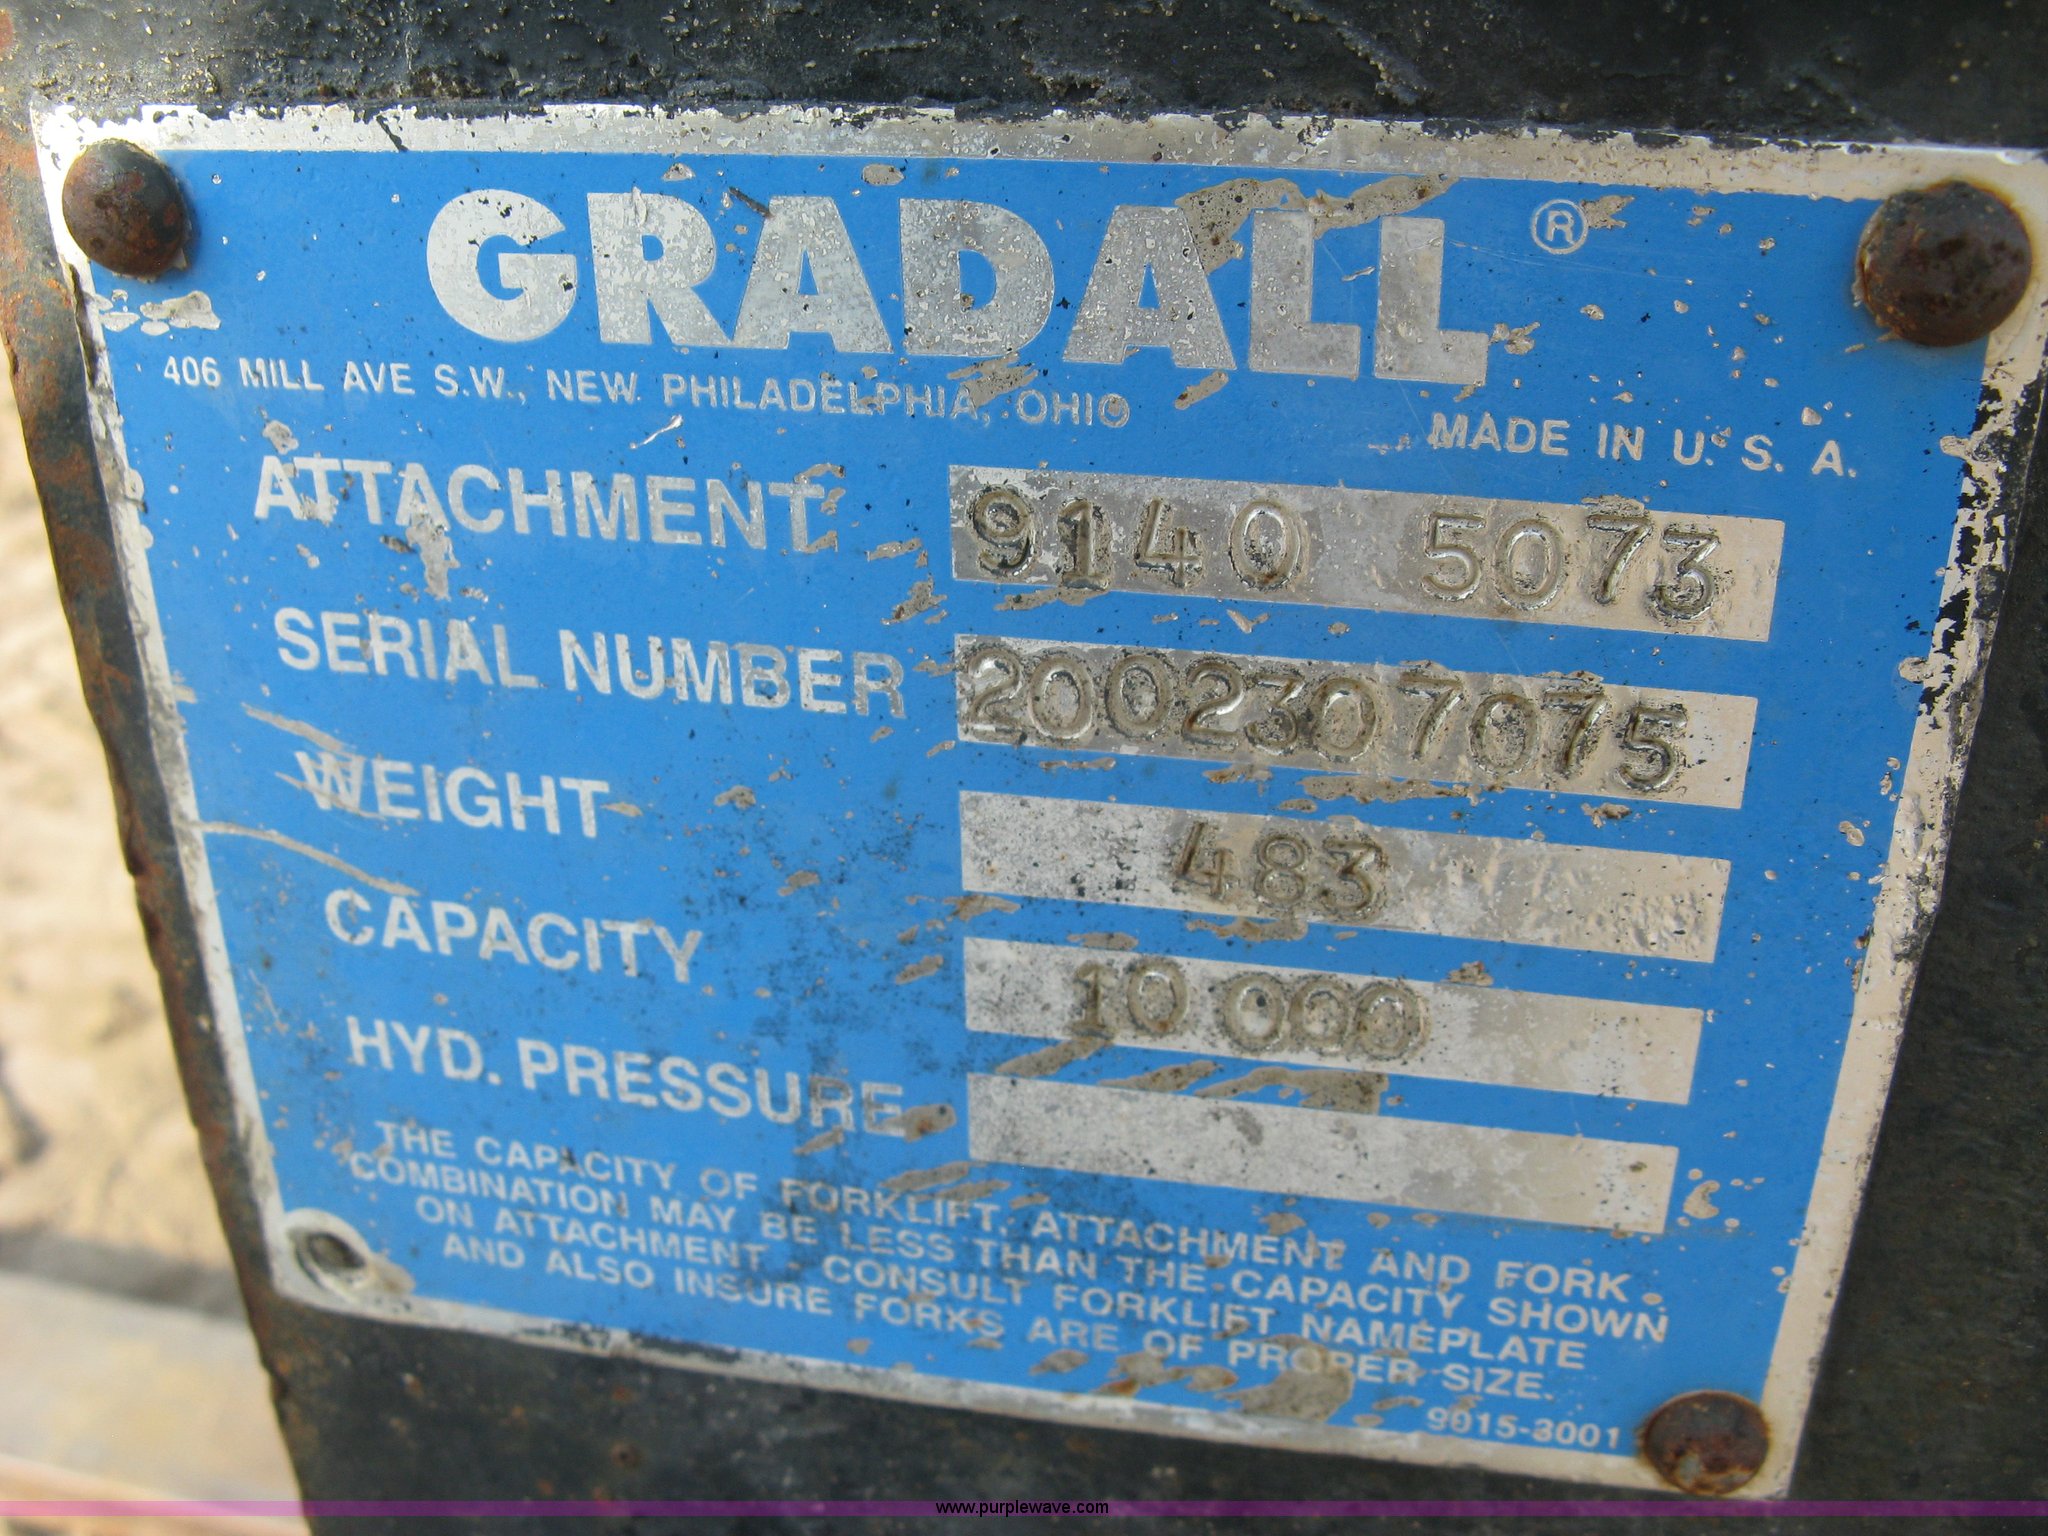 GRADALL ®
406 MILL AVE S.W., NEW PHILADELPHIA, OHIO
MADE IN U. S. A.
ATTACHMENT 9140 5073
SERIAL NUMBER 2002307075
WEIGHT 483
CAPACITY 10 000
HYD. PRESSURE
THE CAPACITY OF FORKLIFT, ATTACHMENT AND FORK
COMBINATION MAY BE LESS THAN THE CAPACITY SHOWN
ON ATTACHMENT - CONSULT FORKLIFT NAMEPLATE
AND ALSO INSURE FORKS ARE OF PROPER SIZE.
9015-3001
www.purplewave.com